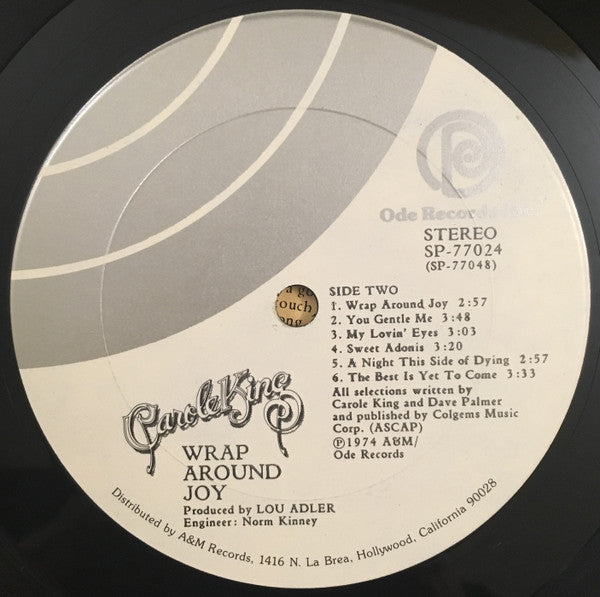 Ode Records
STEREO
SP-77024
(SP-77048)
SIDE TWO
1. Wrap Around Joy 2:57
2. You Gentle Me 3:48
3. My Lovin' Eyes 3:03
4. Sweet Adonis 3:20
5. A Night This Side of Dying 2:57
6. The Best Is Yet To Come 3:33
All selections written by
Carole King and Dave Palmer
and published by Colgems Music
Corp. (ASCAP)
Ⓟ1974 A&M/
Ode Records
a go
ouch
ong
Carole King
WRAP
AROUND
JOY
Produced by LOU ADLER
Engineer: Norm Kinney
Distributed by A&M Records, 1416 N. La Brea, Hollywood, California 90028